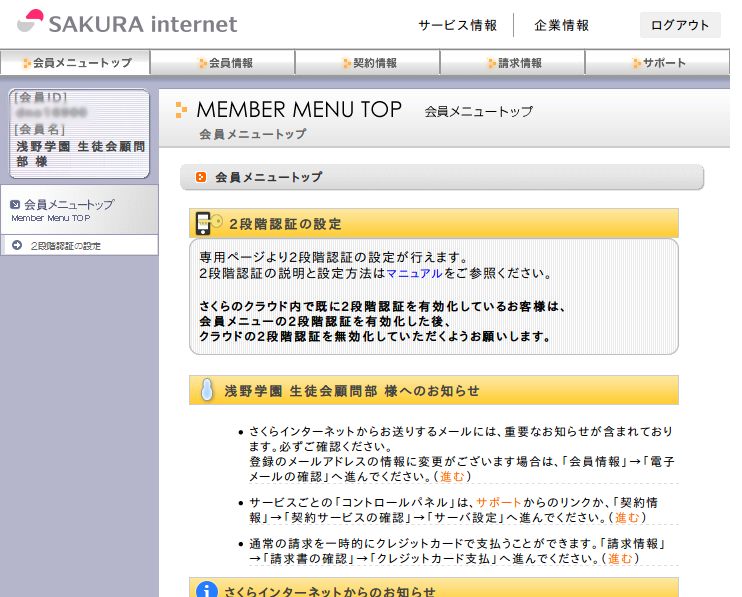 SAKURA internet
サービス情報 企業情報 ログアウト
会員メニュートップ 会員情報 契約情報 請求情報 サポート
[会員ID]
[会員名]
浅野学園 生徒会顧問
部 様
会員メニュートップ
Member Menu TOP
2段階認証の設定
MEMBER MENU TOP 会員メニュートップ
会員メニュートップ
会員メニュートップ
2段階認証の設定
専用ページより2段階認証の設定が行えます。
2段階認証の説明と設定方法はマニュアルをご参照ください。
さくらのクラウド内で既に2段階認証を有効化しているお客様は、
会員メニューの2段階認証を有効化した後、
クラウドの2段階認証を無効化していただくようお願いします。
浅野学園 生徒会顧問部 様へのお知らせ
• さくらインターネットからお送りするメールには、重要なお知らせが含まれており
ます。必ずご確認ください。
登録のメールアドレスの情報に変更がございます場合は、「会員情報」→「電子
メールの確認」へ進んでください。(進む)
• サービスごとの「コントロールパネル」は、サポートからのリンクか、「契約情
報」→「契約サービスの確認」→「サーバ設定」へ進んでください。(進む)
• 通常の請求を一時的にクレジットカードで支払うことができます。「請求情報」
→「請求書の確認」→「クレジットカード支払」へ進んでください。(進む)
さくらインターネットからのお知らせ